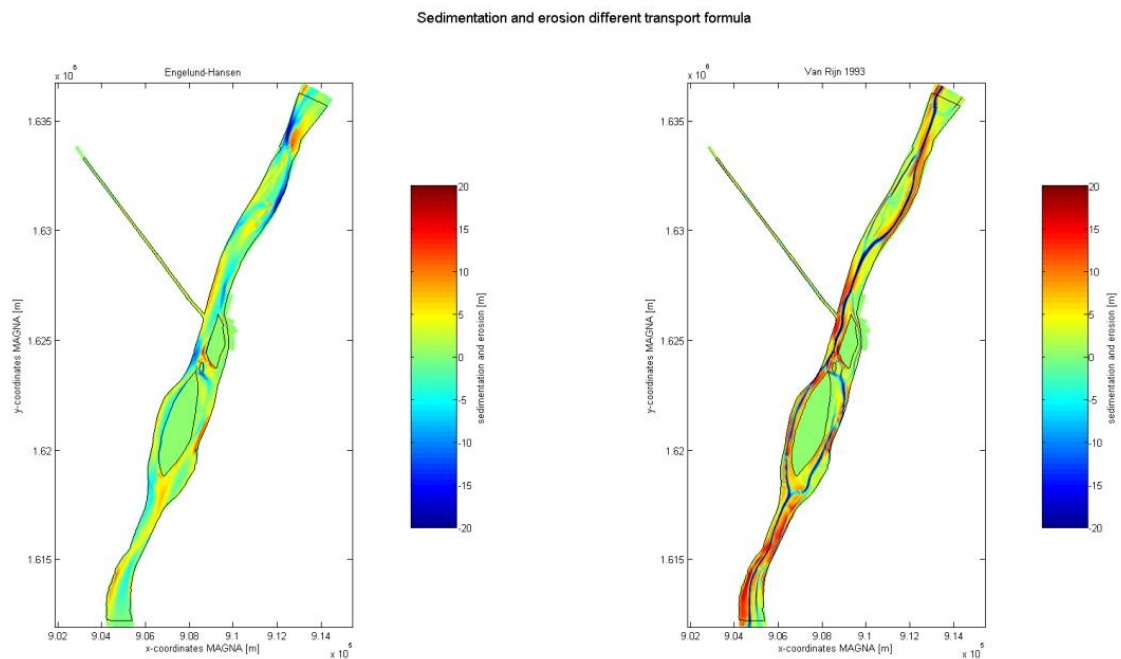 Sedimentation and erosion different transport formula
x 10^6
Engelund-Hansen
1.635
1.63
1.625
1.62
1.615
y-coordinates MAGNA [m]
9.02 9.04 9.06 9.08 9.1 9.12 9.14
x-coordinates MAGNA [m]
x 10^5
20
15
10
5
0
-5
-10
-15
-20
sedimentation and erosion [m]
x 10^6
Van Rijn 1993
1.635
1.63
1.625
1.62
1.615
y-coordinates MAGNA [m]
9.02 9.04 9.06 9.08 9.1 9.12 9.14
x-coordinates MAGNA [m]
x 10^5
20
15
10
5
0
-5
-10
-15
-20
sedimentation and erosion [m]